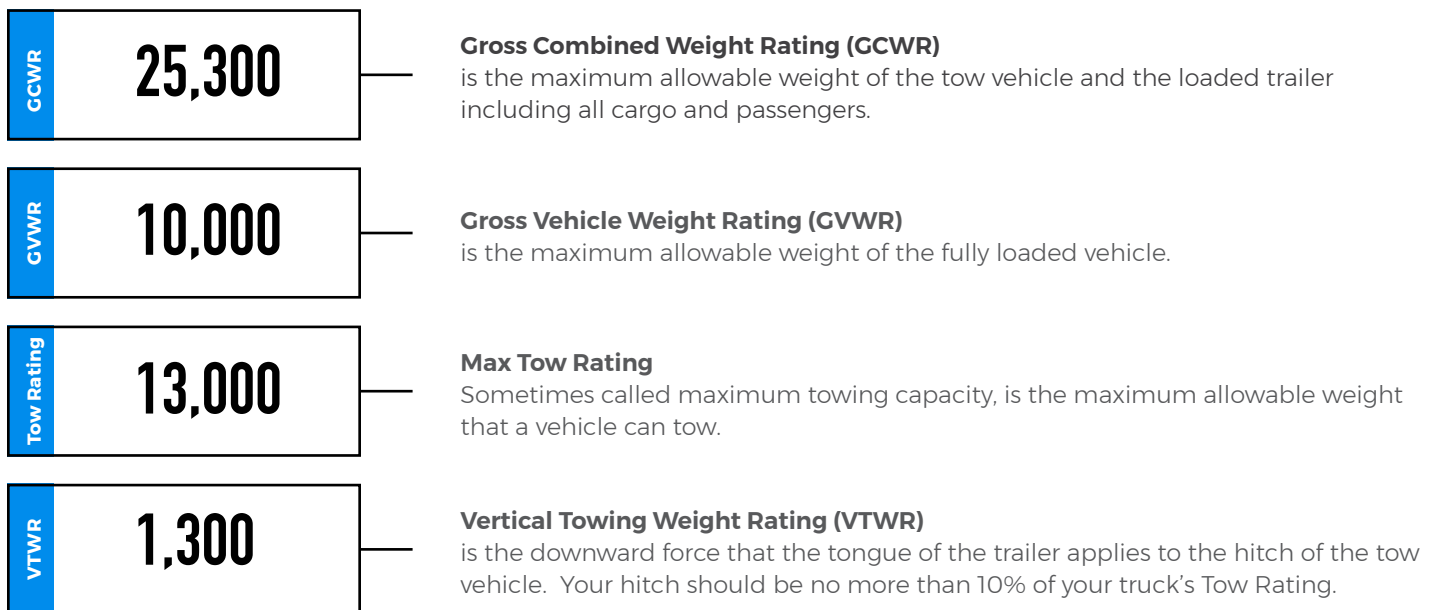 GCWR
25,300
Gross Combined Weight Rating (GCWR)
is the maximum allowable weight of the tow vehicle and the loaded trailer
including all cargo and passengers.
GVWR
10,000
Gross Vehicle Weight Rating (GVWR)
is the maximum allowable weight of the fully loaded vehicle.
Tow Rating
13,000
Max Tow Rating
Sometimes called maximum towing capacity, is the maximum allowable weight
that a vehicle can tow.
VTWR
1,300
Vertical Towing Weight Rating (VTWR)
is the downward force that the tongue of the trailer applies to the hitch of the tow
vehicle.  Your hitch should be no more than 10% of your truck's Tow Rating.